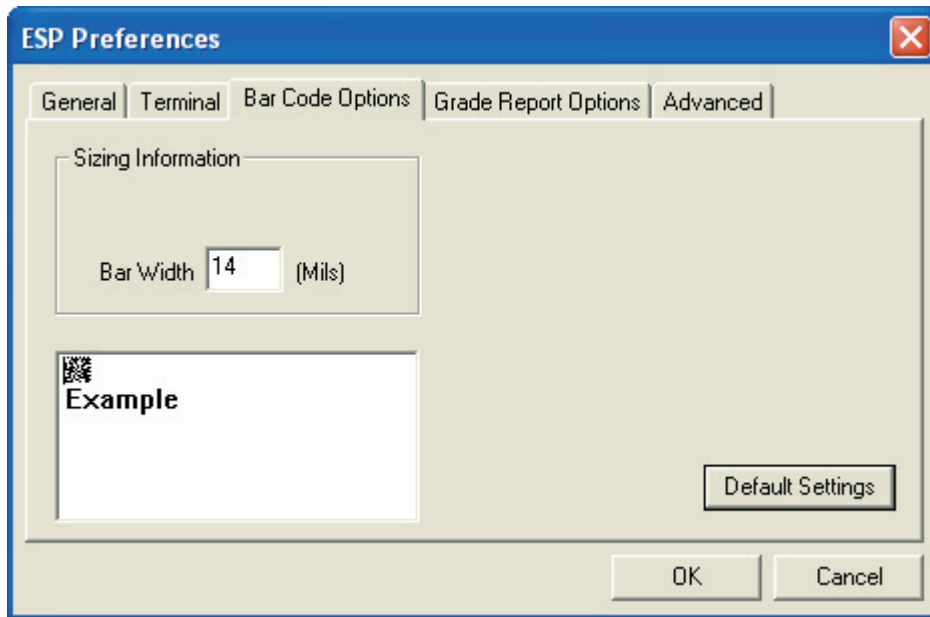 ESP Preferences
General Terminal Bar Code Options Grade Report Options Advanced
Sizing Information
Bar Width 14 (Mils)
Example
Default Settings
OK Cancel